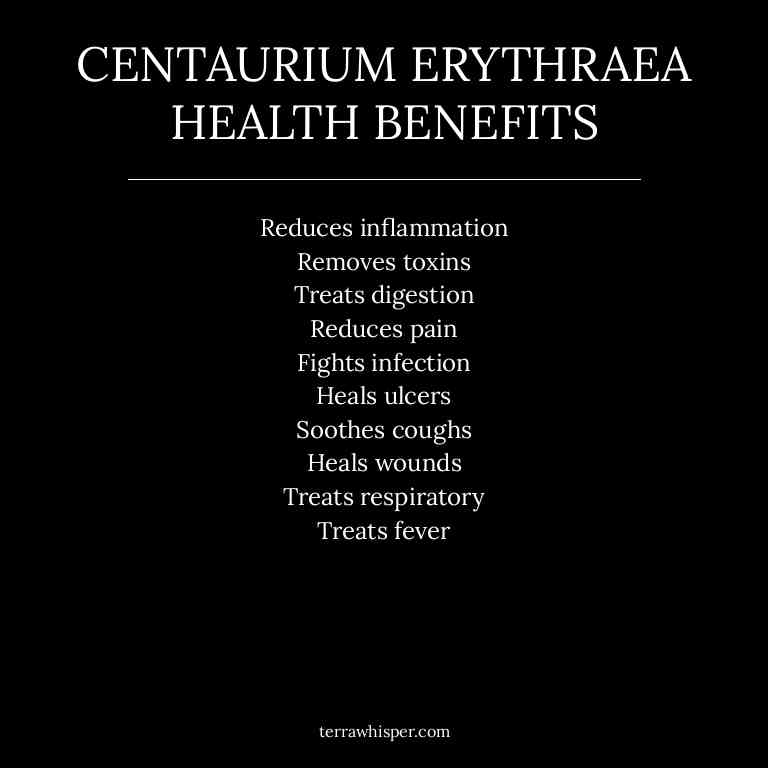 CENTAURIUM ERYTHRAEA
HEALTH BENEFITS
Reduces inflammation
Removes toxins
Treats digestion
Reduces pain
Fights infection
Heals ulcers
Soothes coughs
Heals wounds
Treats respiratory
Treats fever
terrawhisper.com